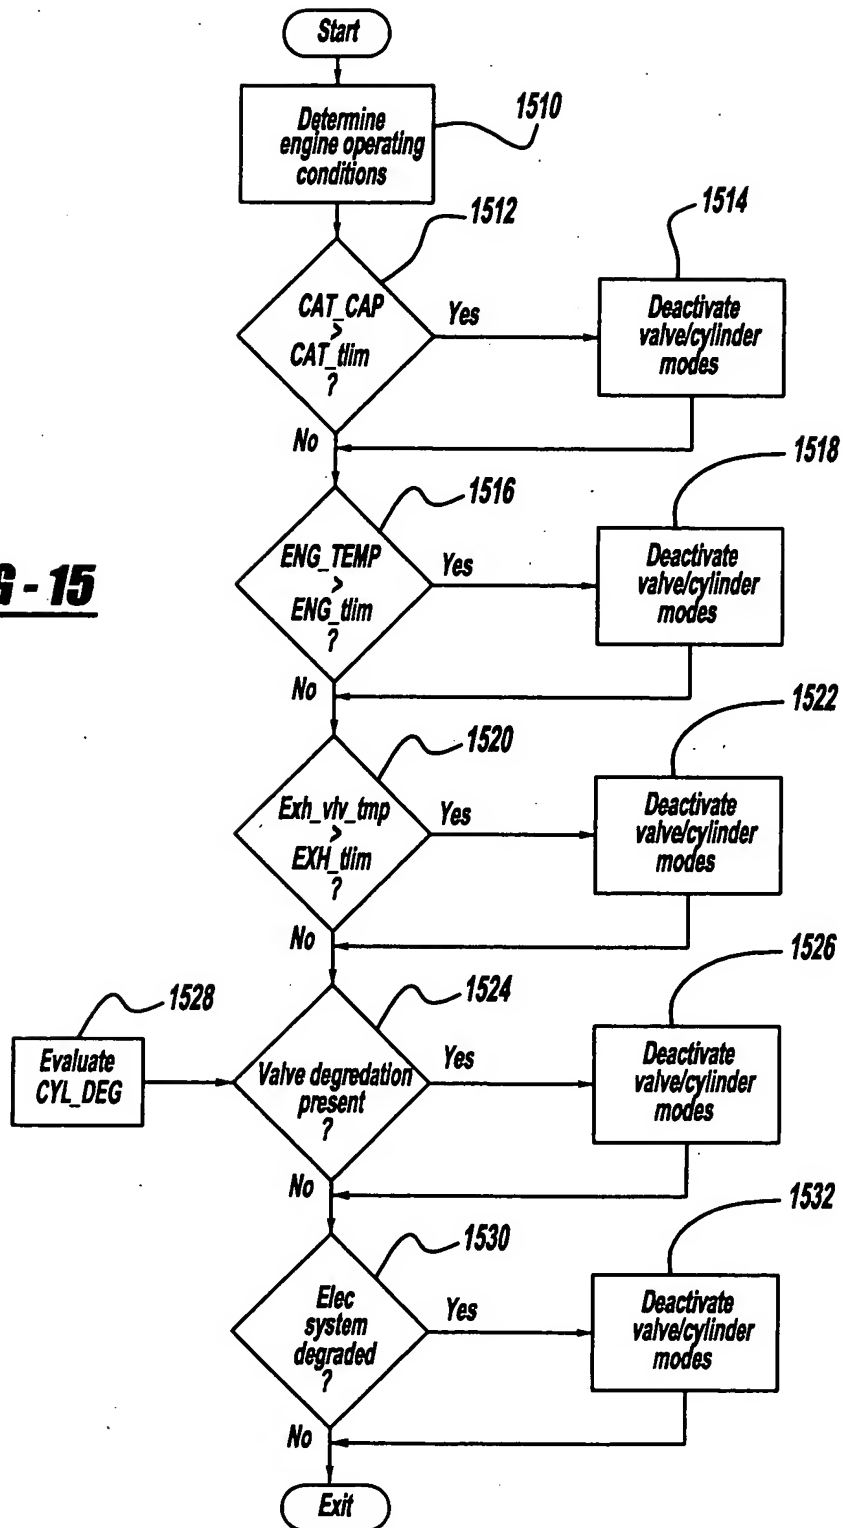 Start
Determine
engine operating
conditions
1510
1512
CAT_CAP
>
CAT_tlim
?
Yes
1514
Deactivate
valve/cylinder
modes
No
1516
ENG_TEMP
>
ENG_tlim
?
Yes
1518
Deactivate
valve/cylinder
modes
No
G - 15
1520
Exh_vlv_tmp
>
EXH_tlim
?
Yes
1522
Deactivate
valve/cylinder
modes
No
1528
Evaluate
CYL_DEG
1524
Valve degredation
present
?
Yes
1526
Deactivate
valve/cylinder
modes
No
1530
Elec
system
degraded
?
Yes
1532
Deactivate
valve/cylinder
modes
No
Exit